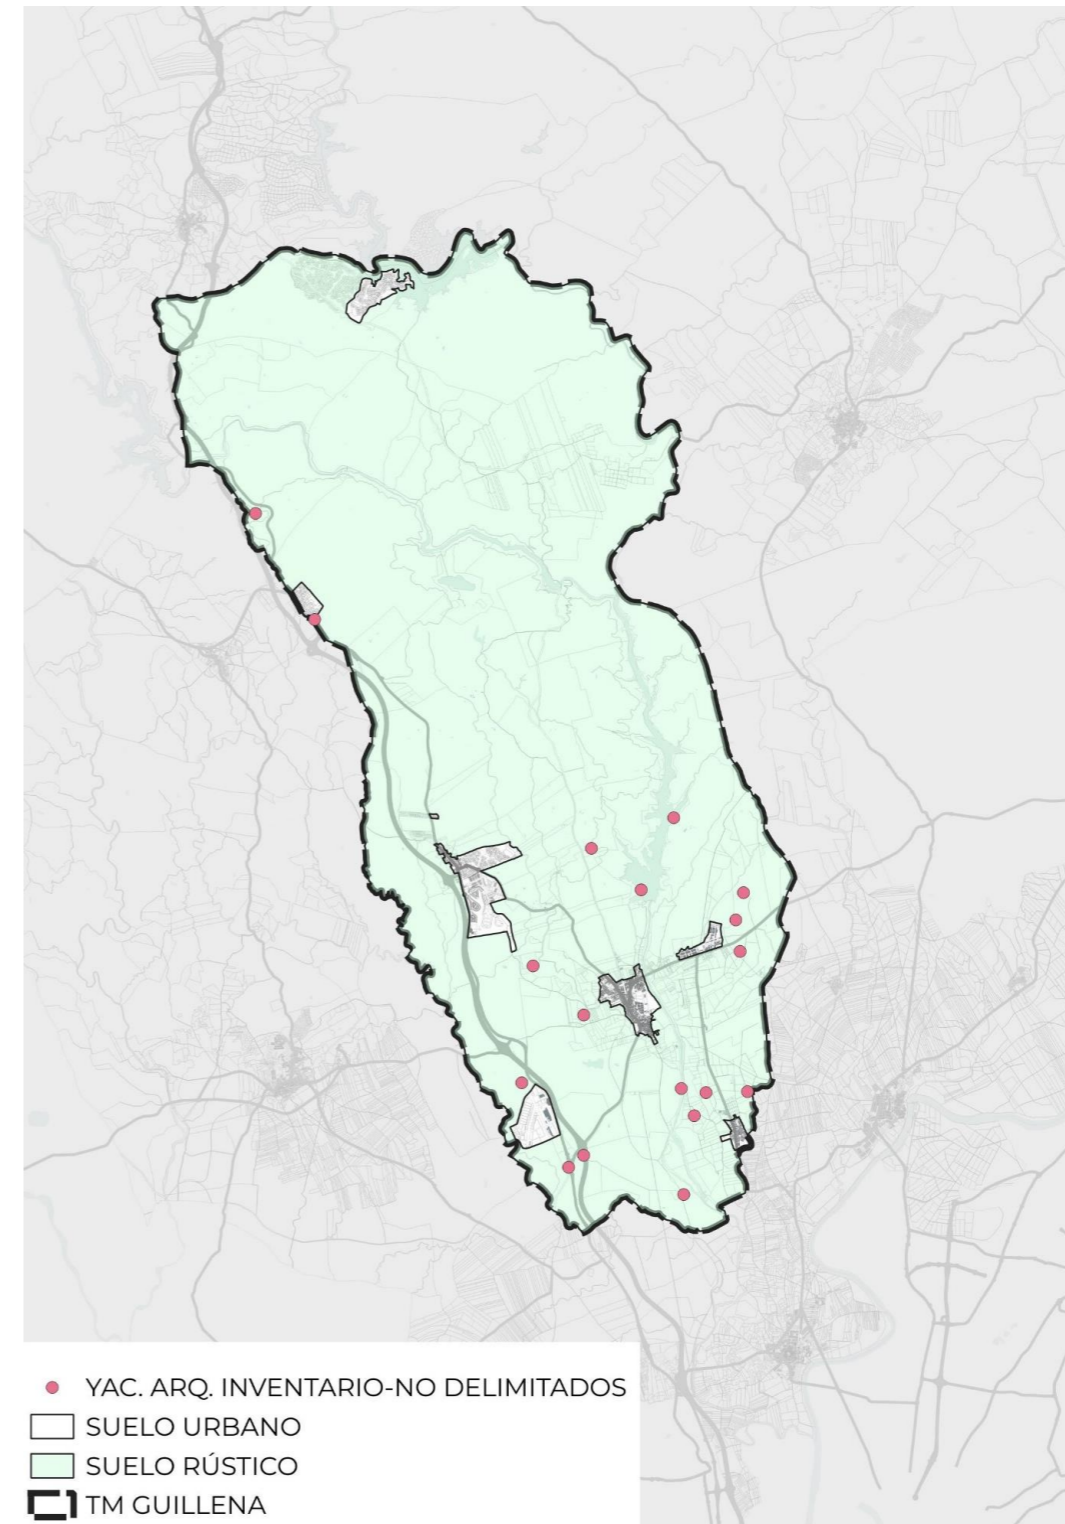 YAC. ARQ. INVENTARIO-NO DELIMITADOS
SUELO URBANO
SUELO RÚSTICO
TM GUILLENA